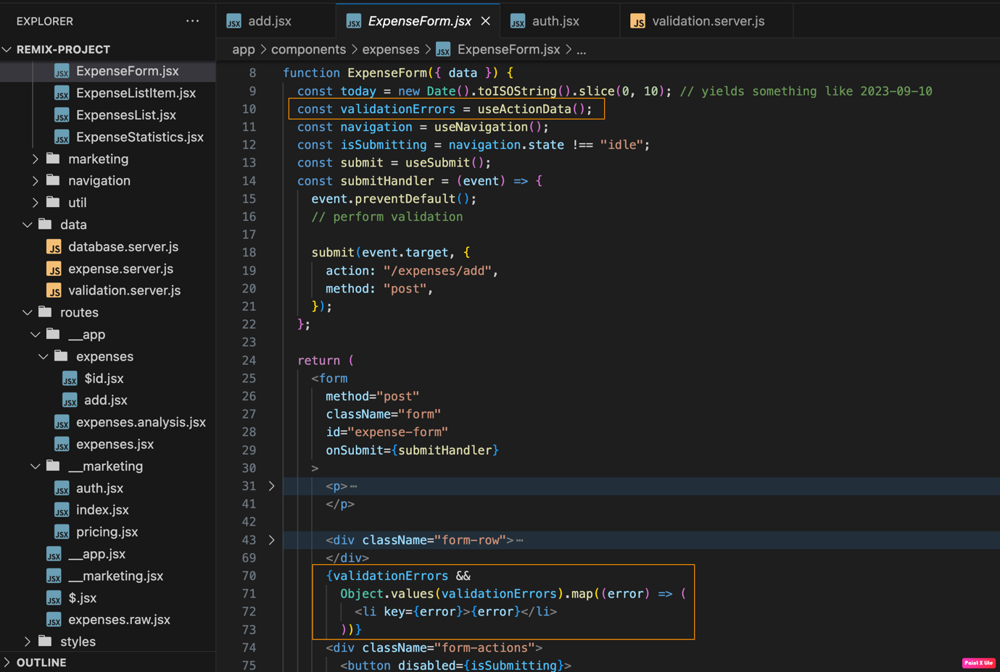 EXPLORER
REMIX-PROJECT
ExpenseForm.jsx
ExpenseListItem.jsx
ExpensesList.jsx
ExpenseStatistics.jsx
marketing
navigation
util
data
database.server.js
expense.server.js
validation.server.js
routes
__app
expenses
$id.jsx
add.jsx
expenses.analysis.jsx
expenses.jsx
__marketing
auth.jsx
index.jsx
pricing.jsx
__app.jsx
__marketing.jsx
$.jsx
expenses.raw.jsx
styles
OUTLINE
JSX add.jsx JSX ExpenseForm.jsx JSX auth.jsx JS validation.server.js
app > components > expenses > JSX ExpenseForm.jsx > ...
8 function ExpenseForm({ data }) {
9 const today = new Date().toISOString().slice(0, 10); // yields something like 2023-09-10
10 const validationErrors = useActionData();
11 const navigation = useNavigation();
12 const isSubmitting = navigation.state !== "idle";
13 const submit = useSubmit();
14 const submitHandler = (event) => {
15 event.preventDefault();
16 // perform validation
17
18 submit(event.target, {
19 action: "/expenses/add",
20 method: "post",
21 });
22 };
23
24 return (
25 <form
26 method="post"
27 className="form"
28 id="expense-form"
29 onSubmit={submitHandler}
30 >
31 <p>…
41 </p>
42
43 <div className="form-row">…
69 </div>
70 {validationErrors &&
71 Object.values(validationErrors).map((error) => (
72 <li key={error}>{error}</li>
73 ))}
74 <div className="form-actions">
75 <button disabled={isSubmitting}>
Paint X Lite